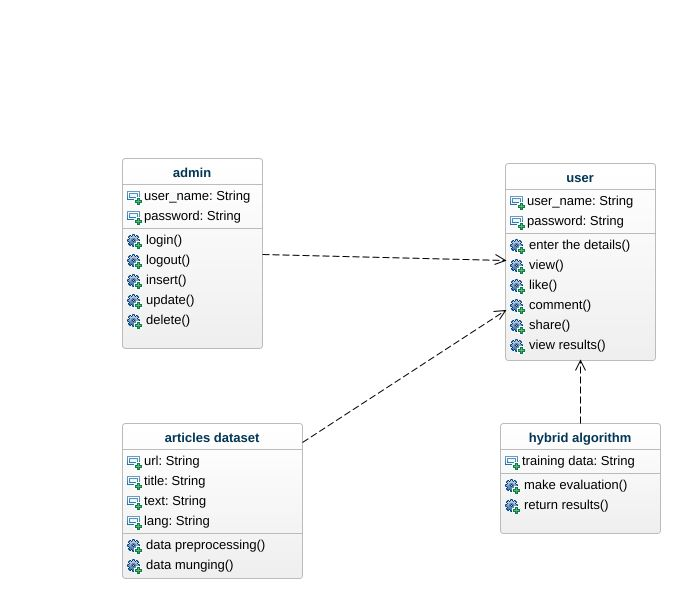 admin
user_name: String
password: String
login()
logout()
insert()
update()
delete()
user
user_name: String
password: String
enter the details()
view()
like()
comment()
share()
view results()
articles dataset
url: String
title: String
text: String
lang: String
data preprocessing()
data munging()
hybrid algorithm
training data: String
make evaluation()
return results()